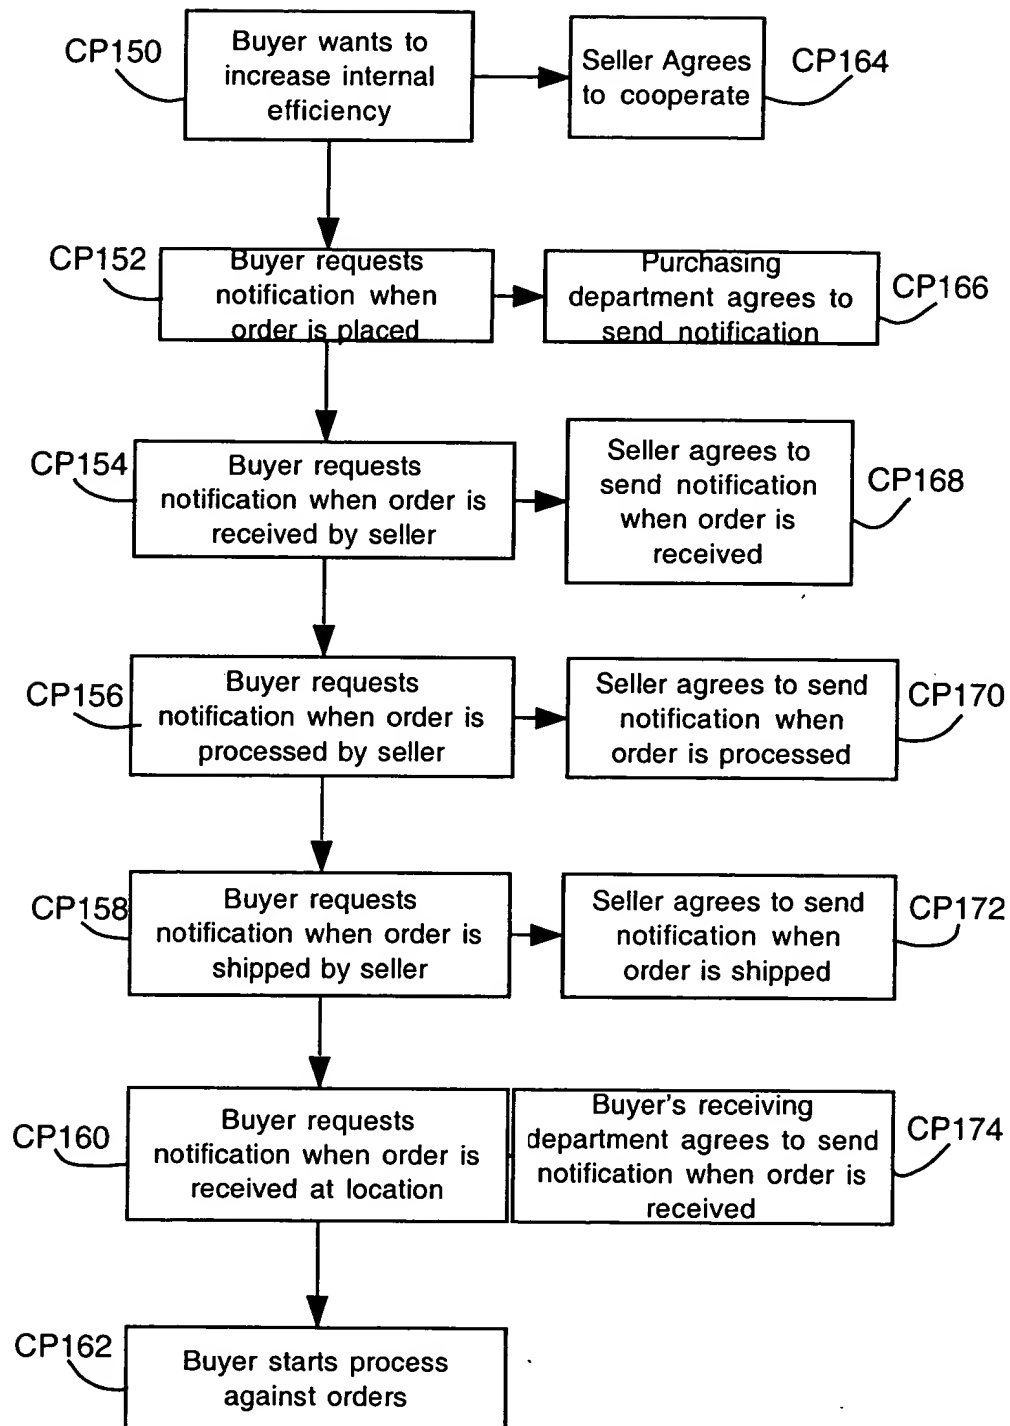 CP150
Buyer wants to
increase internal
efficiency
Seller Agrees
to cooperate
CP164
CP152
Buyer requests
notification when
order is placed
Purchasing
department agrees to
send notification
CP166
CP154
Buyer requests
notification when order is
received by seller
Seller agrees to
send notification
when order is
received
CP168
CP156
Buyer requests
notification when order is
processed by seller
Seller agrees to send
notification when
order is processed
CP170
CP158
Buyer requests
notification when order is
shipped by seller
Seller agrees to send
notification when
order is shipped
CP172
CP160
Buyer requests
notification when order is
received at location
Buyer's receiving
department agrees to send
notification when order is
received
CP174
CP162
Buyer starts process
against orders